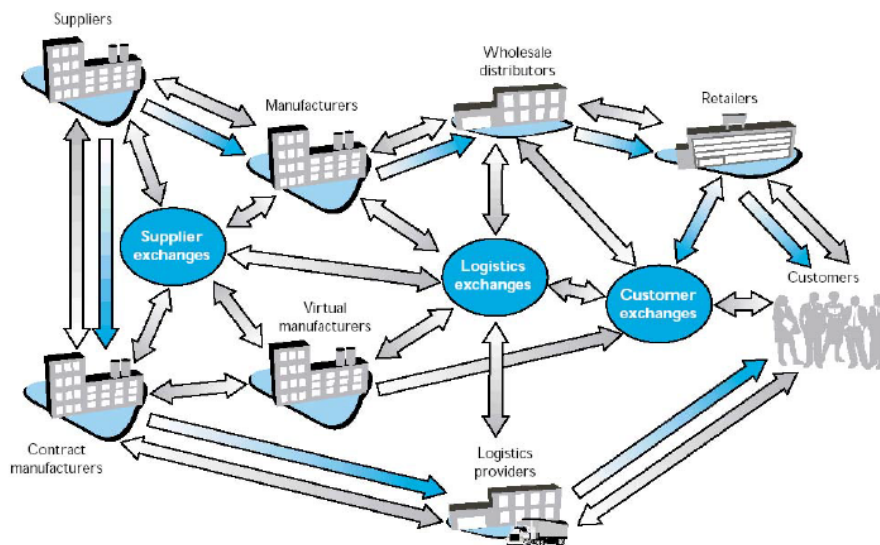 Suppliers
Wholesale
distributors
Manufacturers
Retailers
Supplier
exchanges
Logistics
exchanges
Customers
Customer
exchanges
Virtual
manufacturers
Contract
manufacturers
Logistics
providers